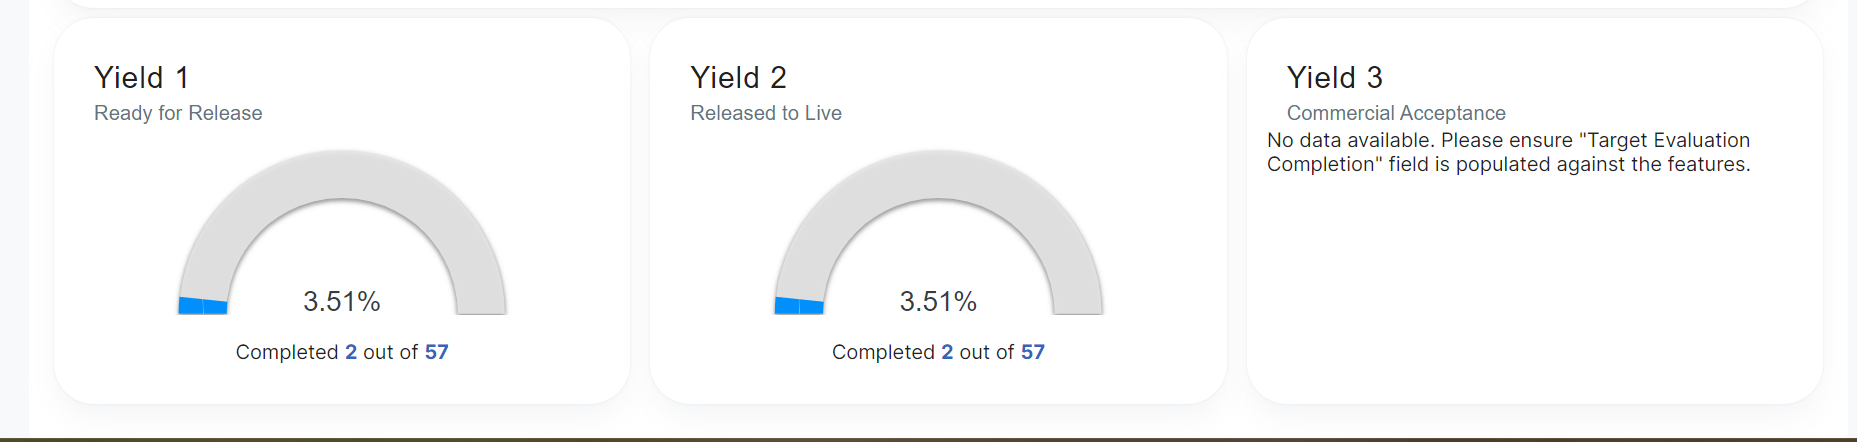 Yield 1
Ready for Release
3.51%
Completed 2 out of 57
Yield 2
Released to Live
3.51%
Completed 2 out of 57
Yield 3
Commercial Acceptance
No data available. Please ensure "Target Evaluation
Completion" field is populated against the features.